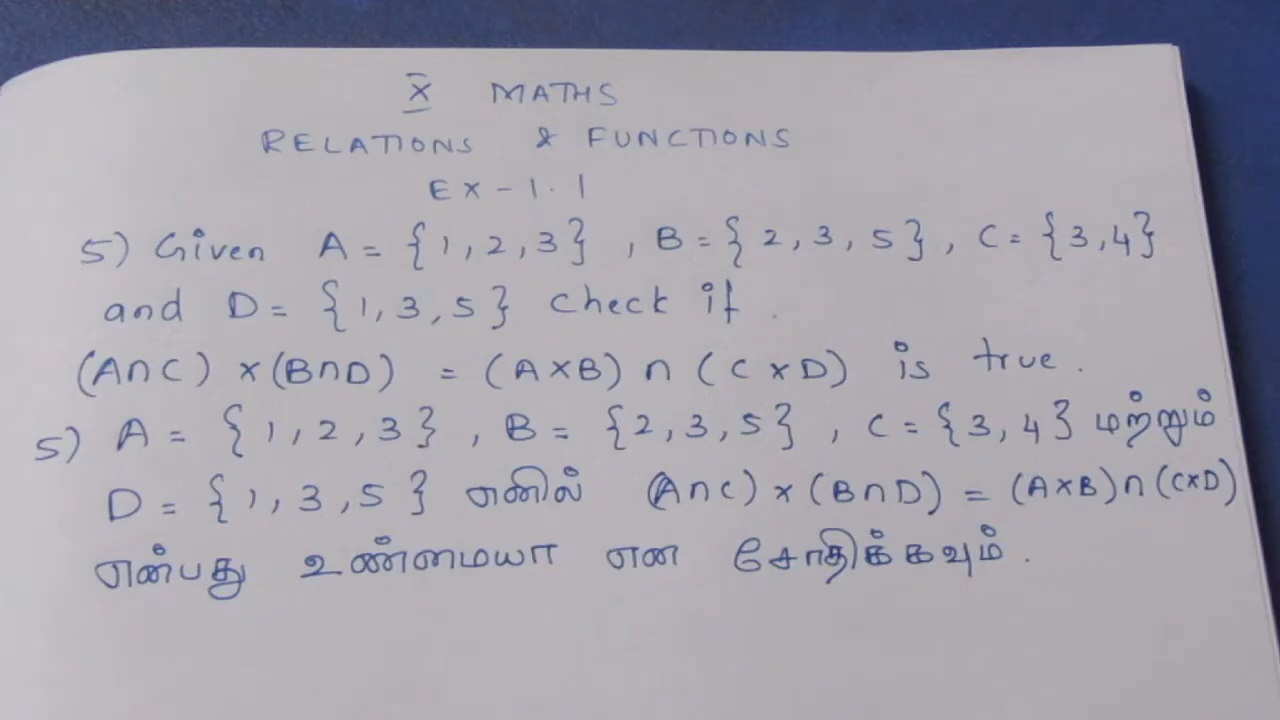 X MATHS
RELATIONS & FUNCTIONS
EX - 1.1
5) Given A = {1, 2, 3}, B = {2, 3, 5}, C = {3, 4}
and D = {1, 3, 5} check if.
(A∩C) × (B∩D) = (A×B) ∩ (C×D) is true.
5) A = {1, 2, 3}, B = {2, 3, 5}, C = {3, 4} மற்றும்
D = {1, 3, 5} எனில் (A∩C) × (B∩D) = (A×B)∩(C×D)
என்பது உண்மையா என சோதிக்கவும்.